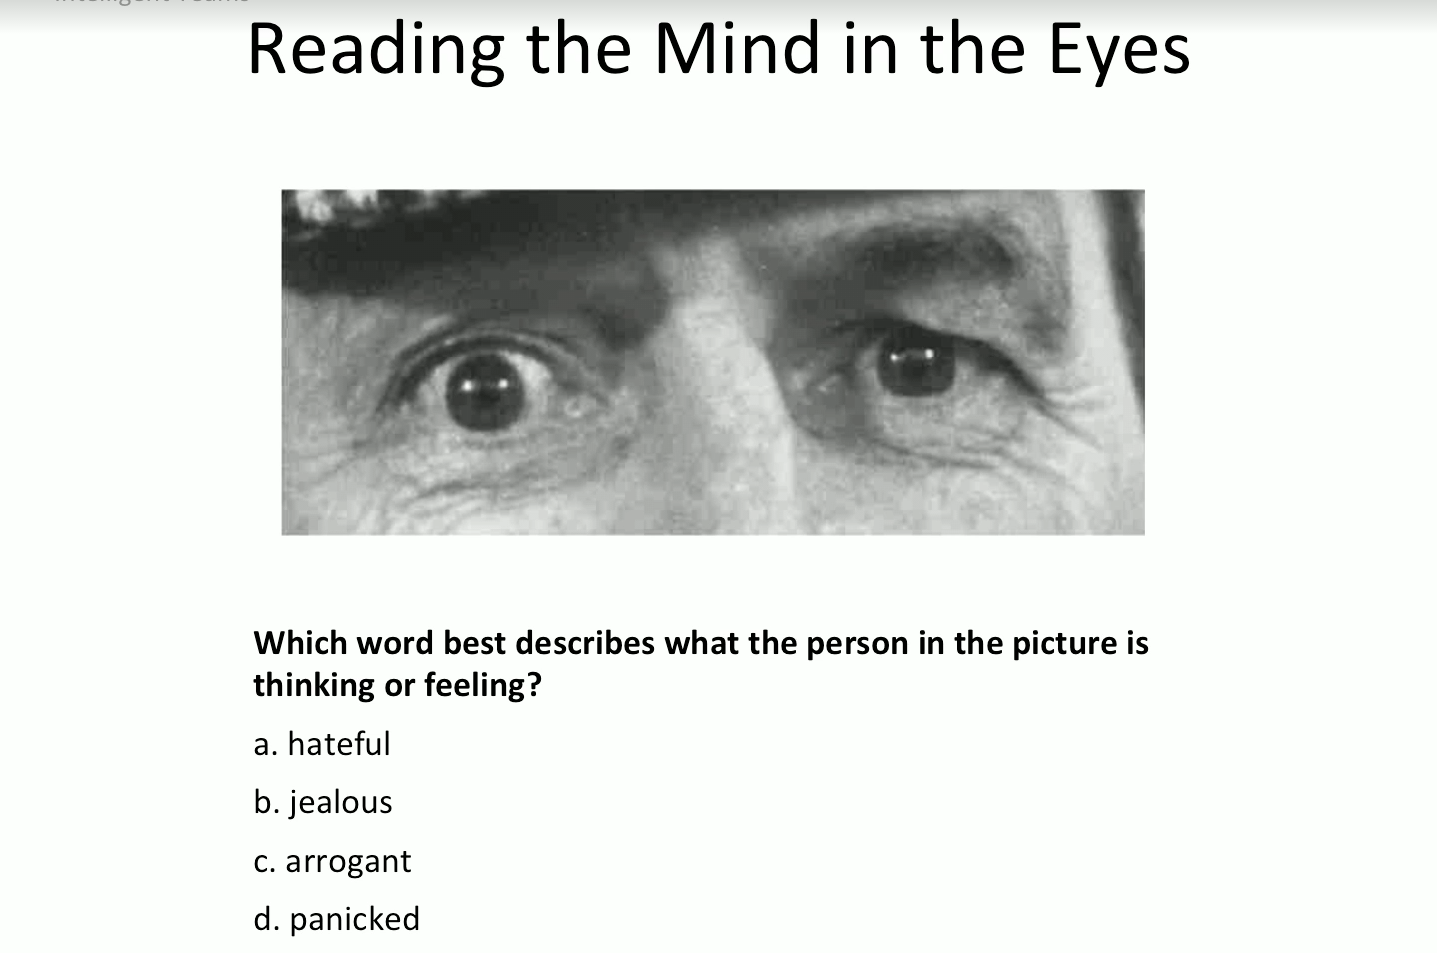 Reading the Mind in the Eyes
Which word best describes what the person in the picture is
thinking or feeling?
a. hateful
b. jealous
c. arrogant
d. panicked